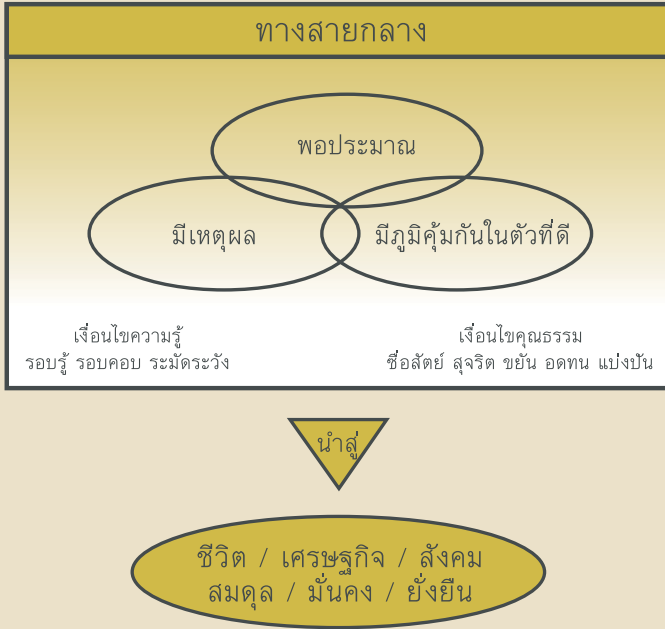 ทางสายกลาง
พอประมาณ
มีเหตุผล
มีภูมิคุ้มกันในตัวที่ดี
เงื่อนไขความรู้
รอบรู้ รอบคอบ ระมัดระวัง
เงื่อนไขคุณธรรม
ซื่อสัตย์ สุจริต ขยัน อดทน แบ่งปัน
นำสู่
ชีวิต / เศรษฐกิจ / สังคม
สมดุล / มั่นคง / ยั่งยืน